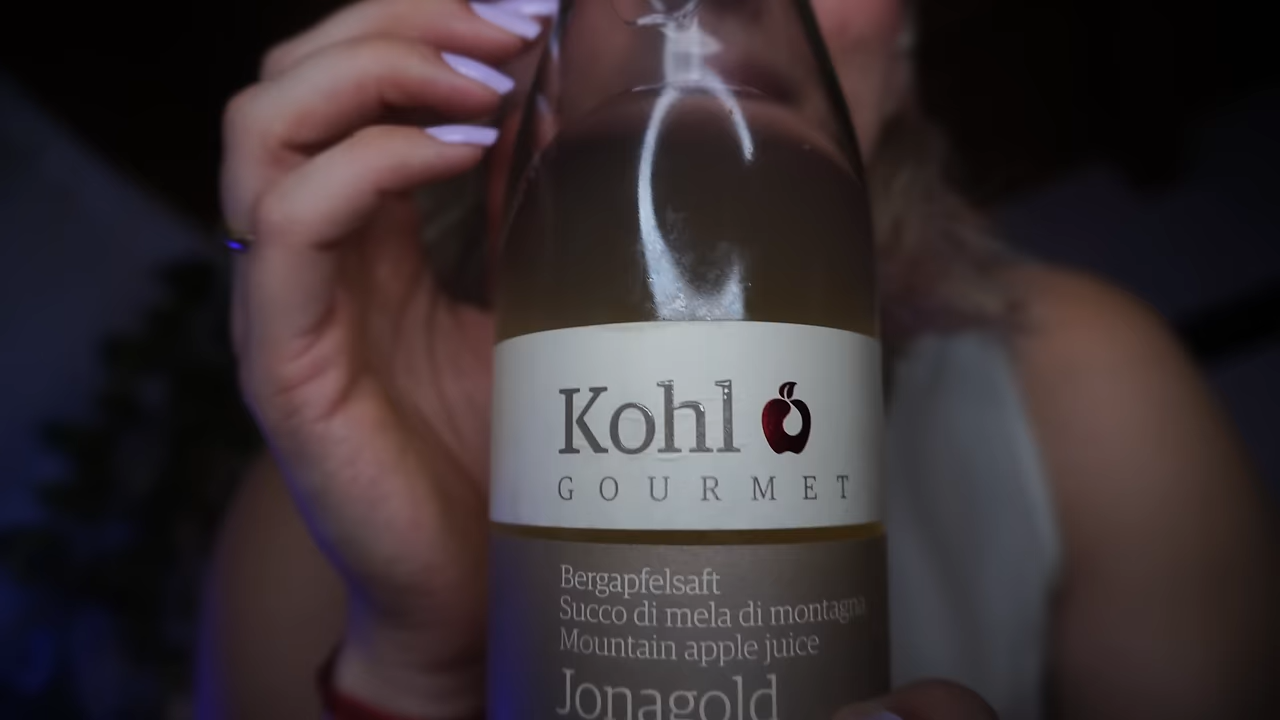 Kohl
GOURMET
Bergapfelsaft
Succo di mela di montagna
Mountain apple juice
Jonagold